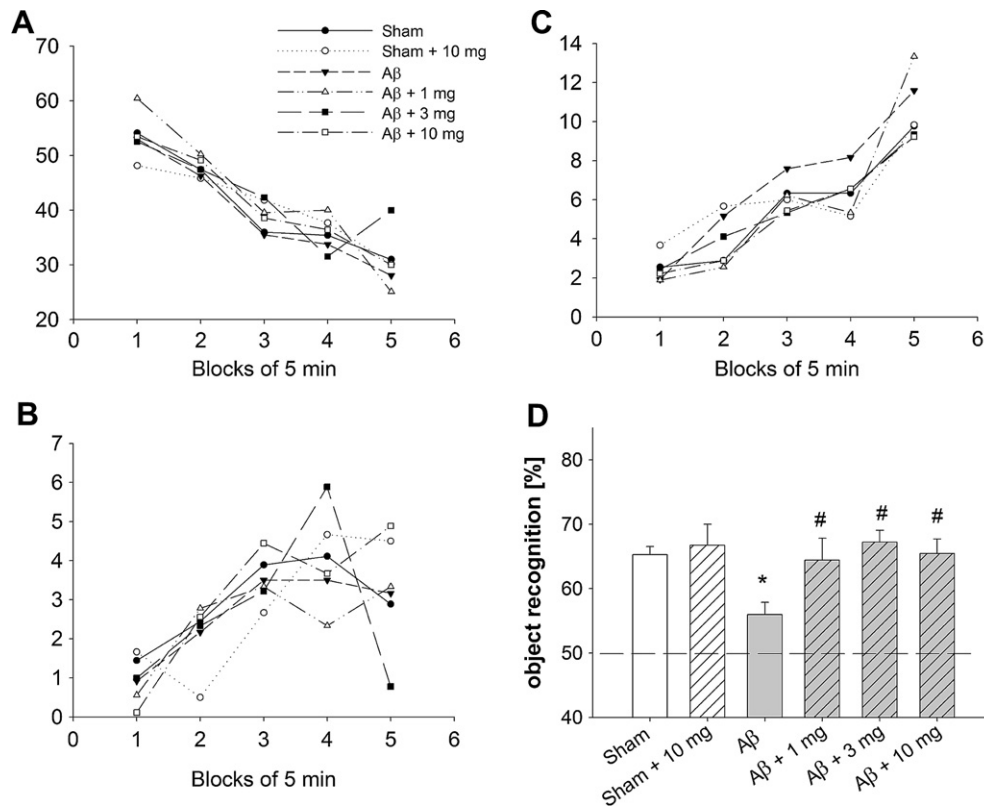 A
Sham
Sham + 10 mg
Aβ
Aβ + 1 mg
Aβ + 3 mg
Aβ + 10 mg
70
60
50
40
30
20
0 1 2 3 4 5 6
Blocks of 5 min
C
14
12
10
8
6
4
2
0
0 1 2 3 4 5 6
Blocks of 5 min
B
7
6
5
4
3
2
1
0
0 1 2 3 4 5 6
Blocks of 5 min
D
object recognition [%]
80
70
60
50
40
* # # #
Sham
Sham + 10 mg
Aβ
Aβ + 1 mg
Aβ + 3 mg
Aβ + 10 mg